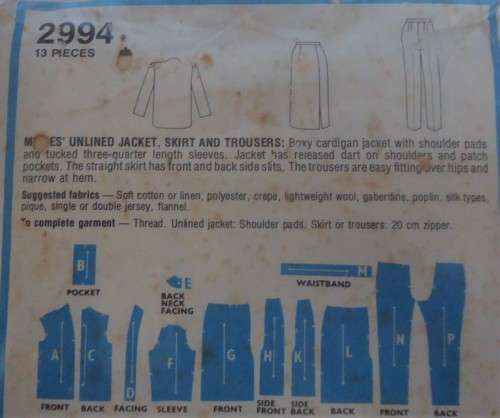 2994
13 PIECES
UNLINED JACKET, SKIRT AND TROUSERS: Boxy cardigan jacket with shoulder pads
and tucked three-quarter length sleeves. Jacket has released dart on shoulders and patch
pockets. The straight skirt has front and back side slits. The trousers are easy fitting over hips and
narrow at hem.
Suggested fabrics — Soft cotton or linen, polyester, crepe, lightweight wool, gaberdine, poplin, silk types,
pique, single or double jersey, flannel.
To complete garment — Thread. Unlined jacket: Shoulder pads. Skirt or trousers: 20 cm zipper.
B
POCKET
E
BACK
NECK
FACING
M
WAISTBAND
A
FRONT
C
BACK
D
FACING
F
SLEEVE
G
FRONT
H
SIDE
FRONT
K
SIDE
BACK
L
BACK
N
FRONT
P
BACK